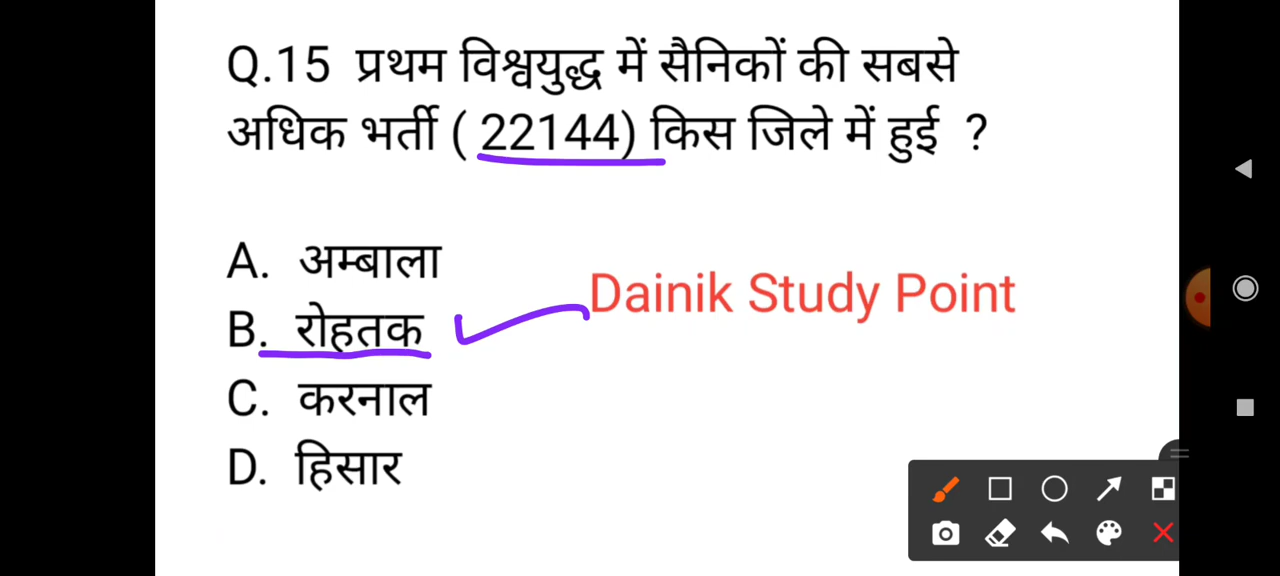 Q.15 प्रथम विश्वयुद्ध में सैनिकों की सबसे
अधिक भर्ती ( 22144) किस जिले में हुई ?
A. अम्बाला
B. रोहतक
Dainik Study Point
C. करनाल
D. हिसार